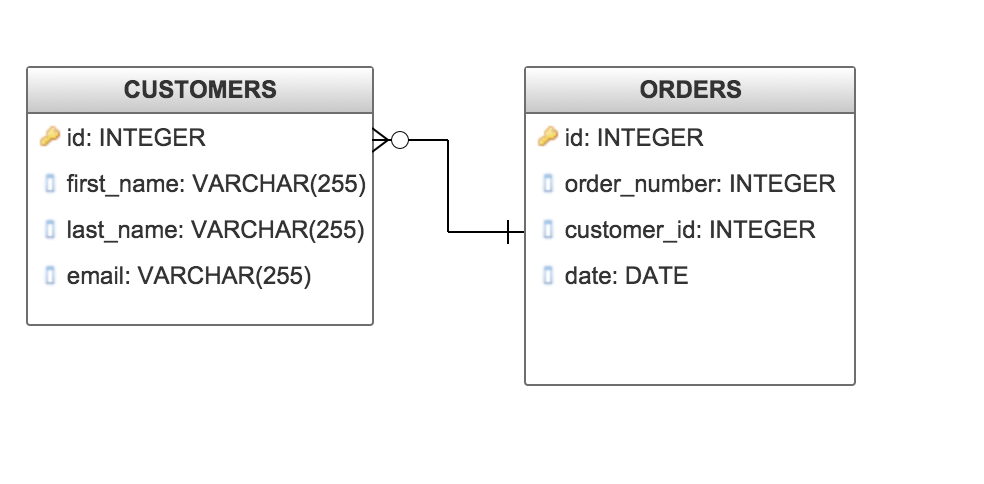 CUSTOMERS
id: INTEGER
first_name: VARCHAR(255)
last_name: VARCHAR(255)
email: VARCHAR(255)
ORDERS
id: INTEGER
order_number: INTEGER
customer_id: INTEGER
date: DATE